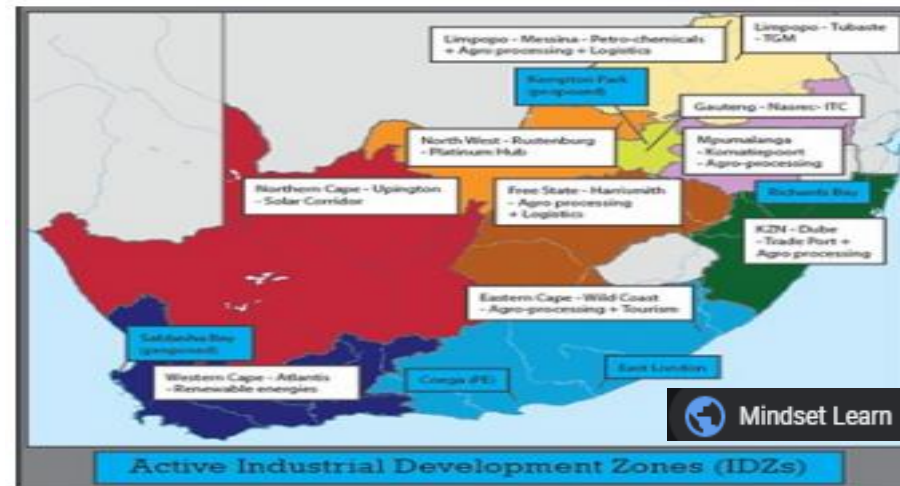 Limpopo - Messina - Petro-chemicals
+ Agro processing + Logistics
Limpopo - Tubaste
- TGM
Kempton Park
(proposed)
Gauteng - Nasrec- ITC
North West - Rustenburg
- Platinum Hub
Mpumalanga
- Komatiepoort
- Agro-processing
Northern Cape - Upington
- Solar Corridor
Free State - Harrismith
- Agro processing
+ Logistics
Richards Bay
KZN - Dube
- Trade Port +
Agro processing
Eastern Cape - Wild Coast
- Agro-processing + Tourism
Saldanha Bay
(proposed)
Western Cape - Atlantis
- Renewable energies
Coega (PE)
East London
Mindset Learn
Active Industrial Development Zones (IDZs)